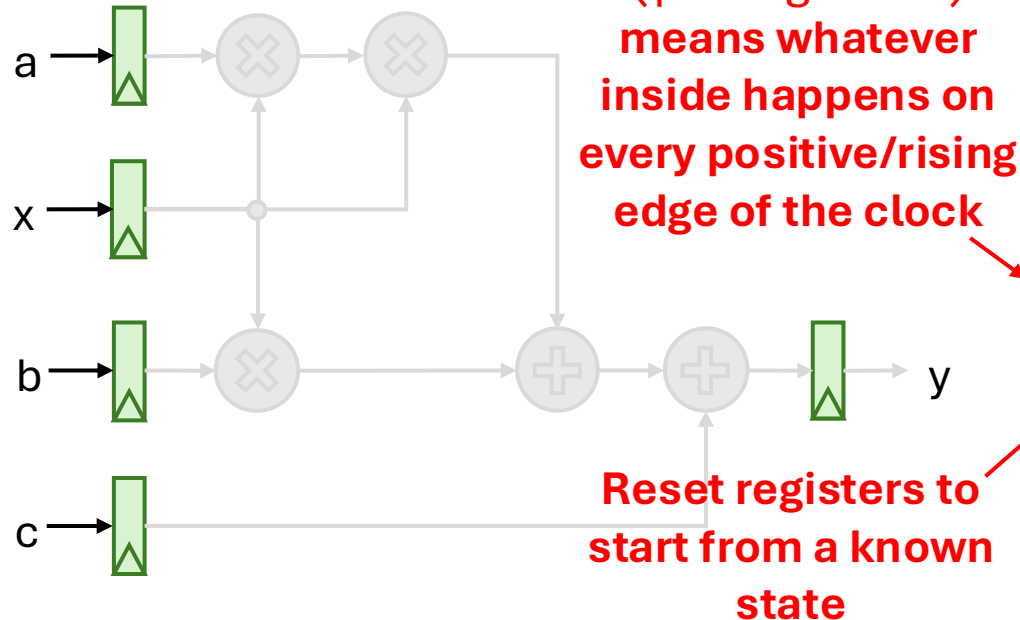 means whatever
inside happens on
every positive/rising
edge of the clock
a
x
b
y
c
Reset registers to
start from a known
state